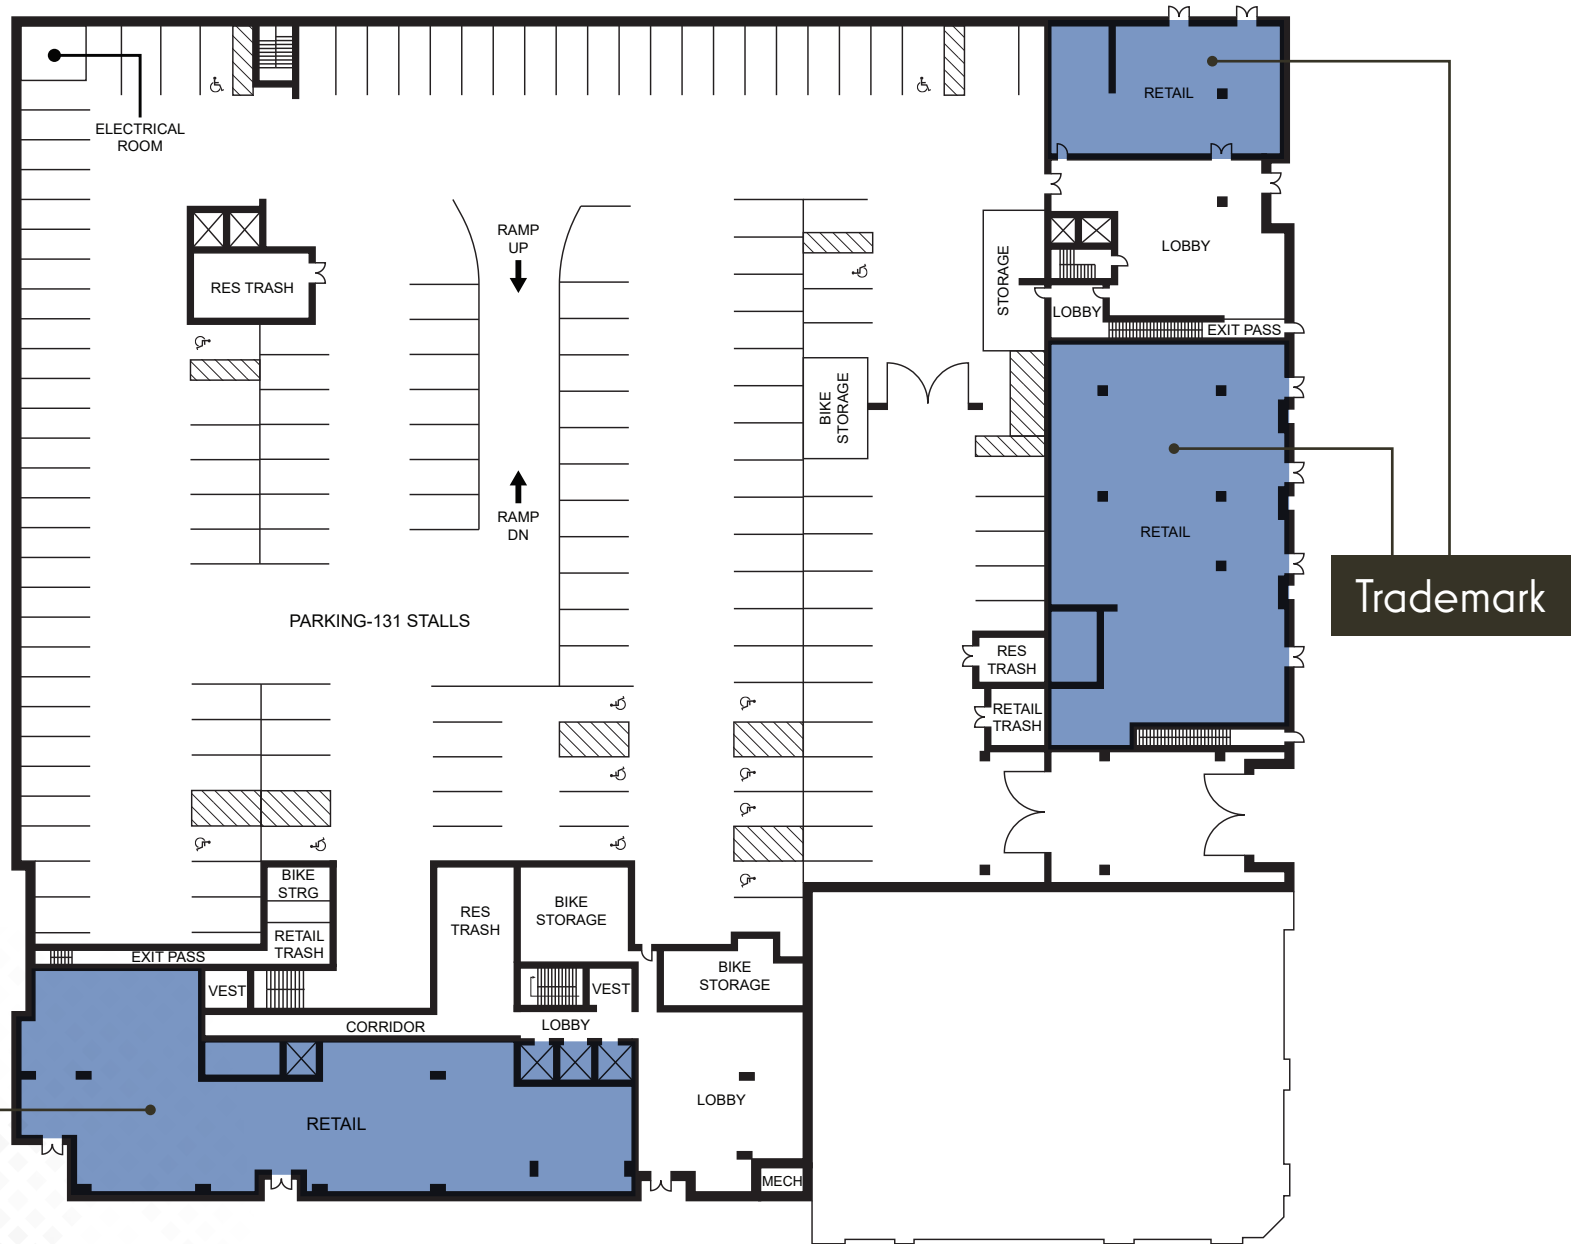 RETAIL
ELECTRICAL
ROOM
RAMP
UP
LOBBY
RES TRASH
STORAGE
LOBBY
EXIT PASS
BIKE
STORAGE
RAMP
DN
RETAIL
Trademark
PARKING-131 STALLS
RES
TRASH
RETAIL
TRASH
BIKE
STRG
RES
TRASH
BIKE
STORAGE
RETAIL
TRASH
EXIT PASS
BIKE
STORAGE
VEST
VEST
CORRIDOR
LOBBY
LOBBY
RETAIL
MECH